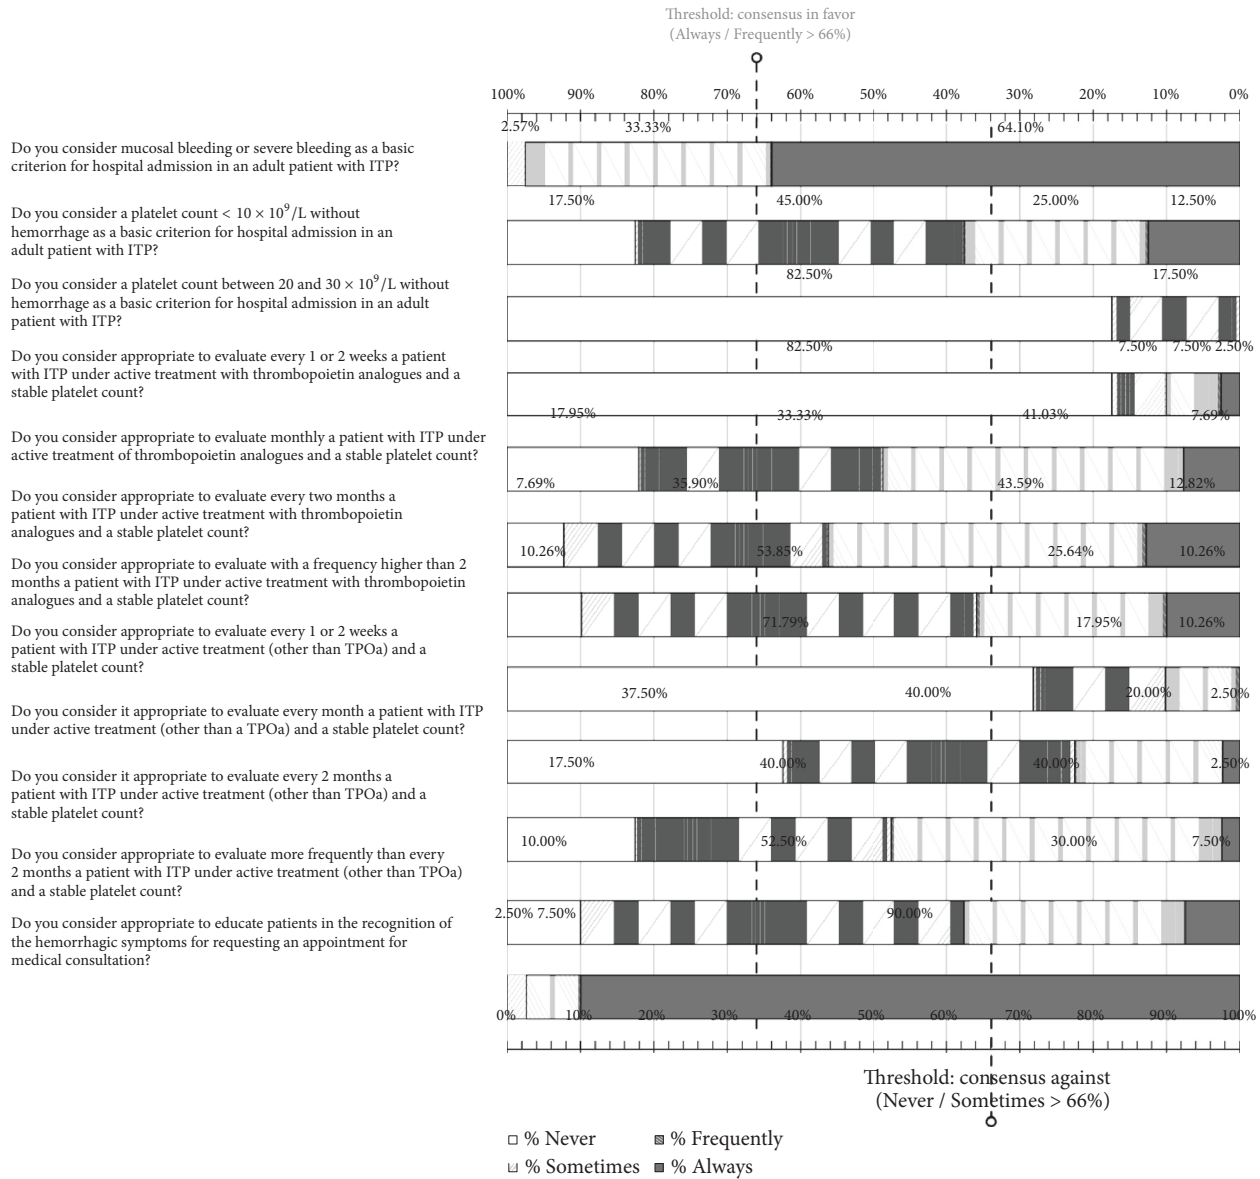 Threshold: consensus in favor
(Always / Frequently > 66%)
100% 90% 80% 70% 60% 50% 40% 30% 20% 10% 0%
2.57% 33.33% 64.10%
Do you consider mucosal bleeding or severe bleeding as a basic
criterion for hospital admission in an adult patient with ITP?
17.50% 45.00% 25.00% 12.50%
Do you consider a platelet count < 10 × 10⁹/L without
hemorrhage as a basic criterion for hospital admission in an
adult patient with ITP?
82.50% 17.50%
Do you consider a platelet count between 20 and 30 × 10⁹/L without
hemorrhage as a basic criterion for hospital admission in an adult
patient with ITP?
82.50% 7.50% 7.50% 2.50%
Do you consider appropriate to evaluate every 1 or 2 weeks a patient
with ITP under active treatment with thrombopoietin analogues and a
stable platelet count?
17.95% 33.33% 41.03% 7.69%
Do you consider appropriate to evaluate monthly a patient with ITP under
active treatment of thrombopoietin analogues and a stable platelet count?
7.69% 35.90% 43.59% 12.82%
Do you consider appropriate to evaluate every two months a
patient with ITP under active treatment with thrombopoietin
analogues and a stable platelet count?
10.26% 53.85% 25.64% 10.26%
Do you consider appropriate to evaluate with a frequency higher than 2
months a patient with ITP under active treatment with thrombopoietin
analogues and a stable platelet count?
71.79% 17.95% 10.26%
Do you consider appropriate to evaluate every 1 or 2 weeks a
patient with ITP under active treatment (other than TPOa) and a
stable platelet count?
37.50% 40.00% 20.00% 2.50%
Do you consider it appropriate to evaluate every month a patient with ITP
under active treatment (other than a TPOa) and a stable platelet count?
17.50% 40.00% 40.00% 2.50%
Do you consider it appropriate to evaluate every 2 months a
patient with ITP under active treatment (other than TPOa) and a
stable platelet count?
10.00% 52.50% 30.00% 7.50%
Do you consider appropriate to evaluate more frequently than every
2 months a patient with ITP under active treatment (other than TPOa)
and a stable platelet count?
2.50% 7.50% 90.00%
Do you consider appropriate to educate patients in the recognition of
the hemorrhagic symptoms for requesting an appointment for
medical consultation?
0% 10% 20% 30% 40% 50% 60% 70% 80% 90% 100%
Threshold: consensus against
(Never / Sometimes > 66%)
% Never % Frequently
% Sometimes % Always